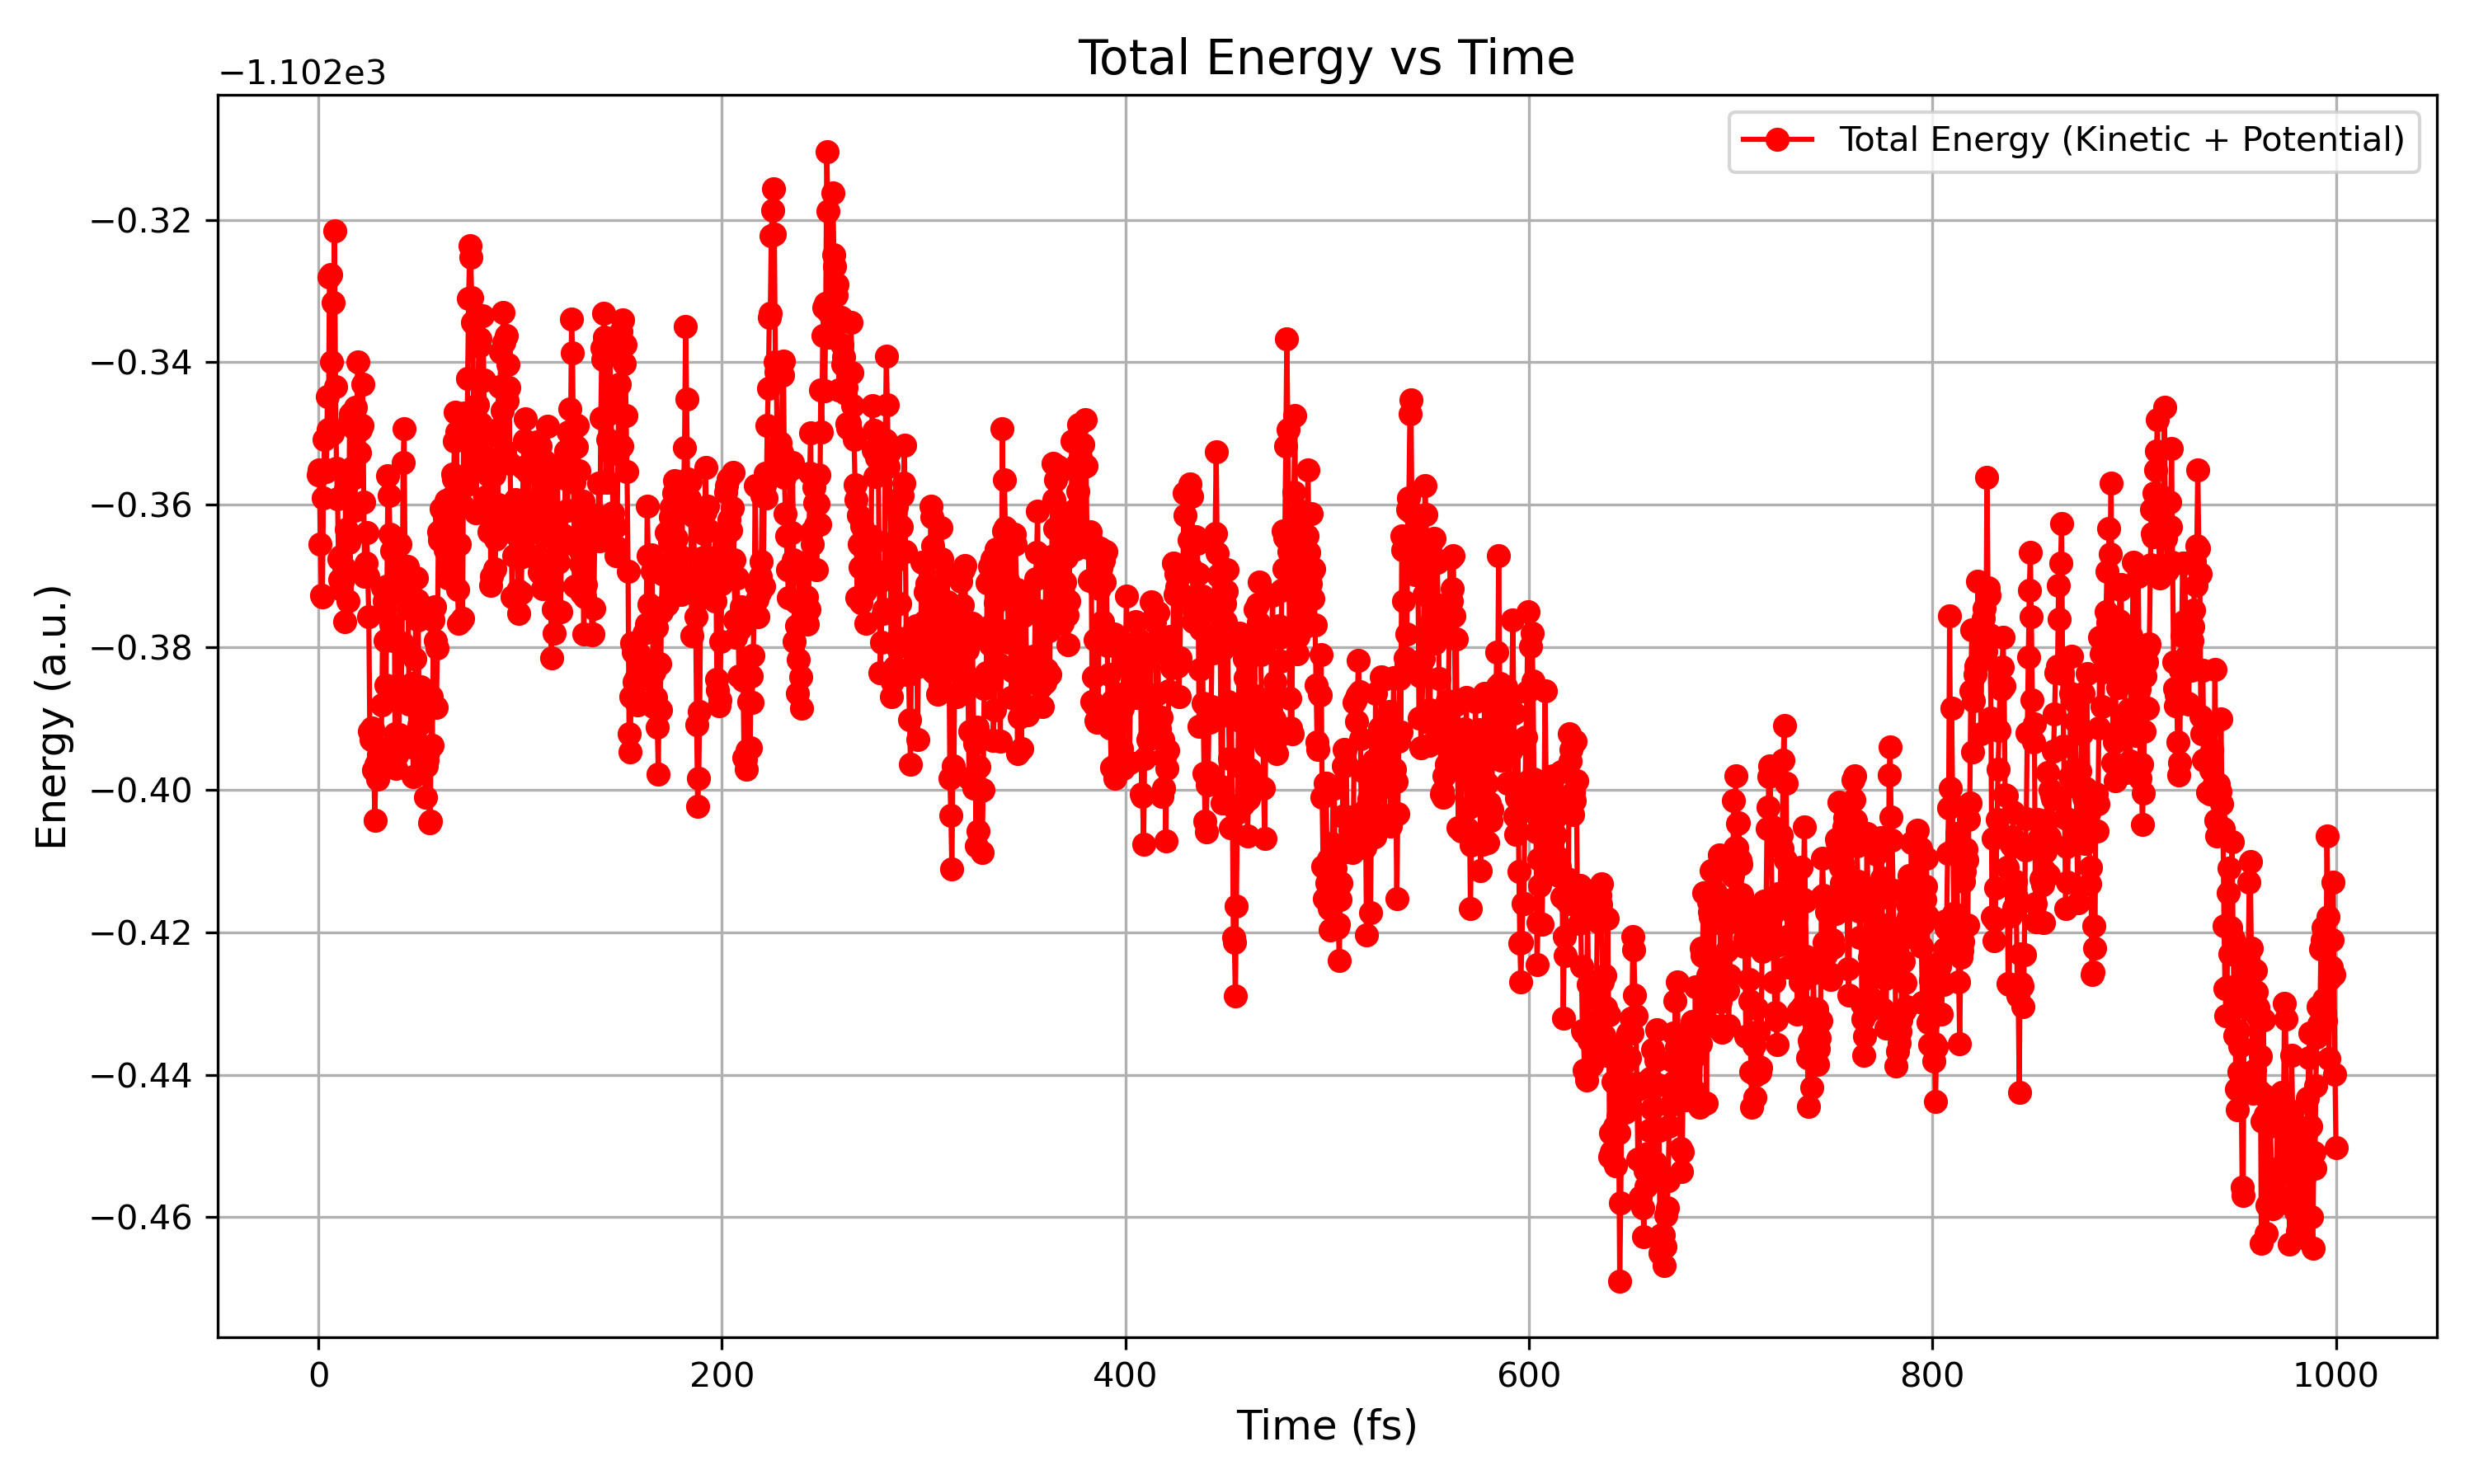 Total Energy vs Time
−1.102e3
Total Energy (Kinetic + Potential)
−0.32
−0.34
−0.36
−0.38
−0.40
−0.42
−0.44
−0.46
Energy (a.u.)
0 200 400 600 800 1000
Time (fs)